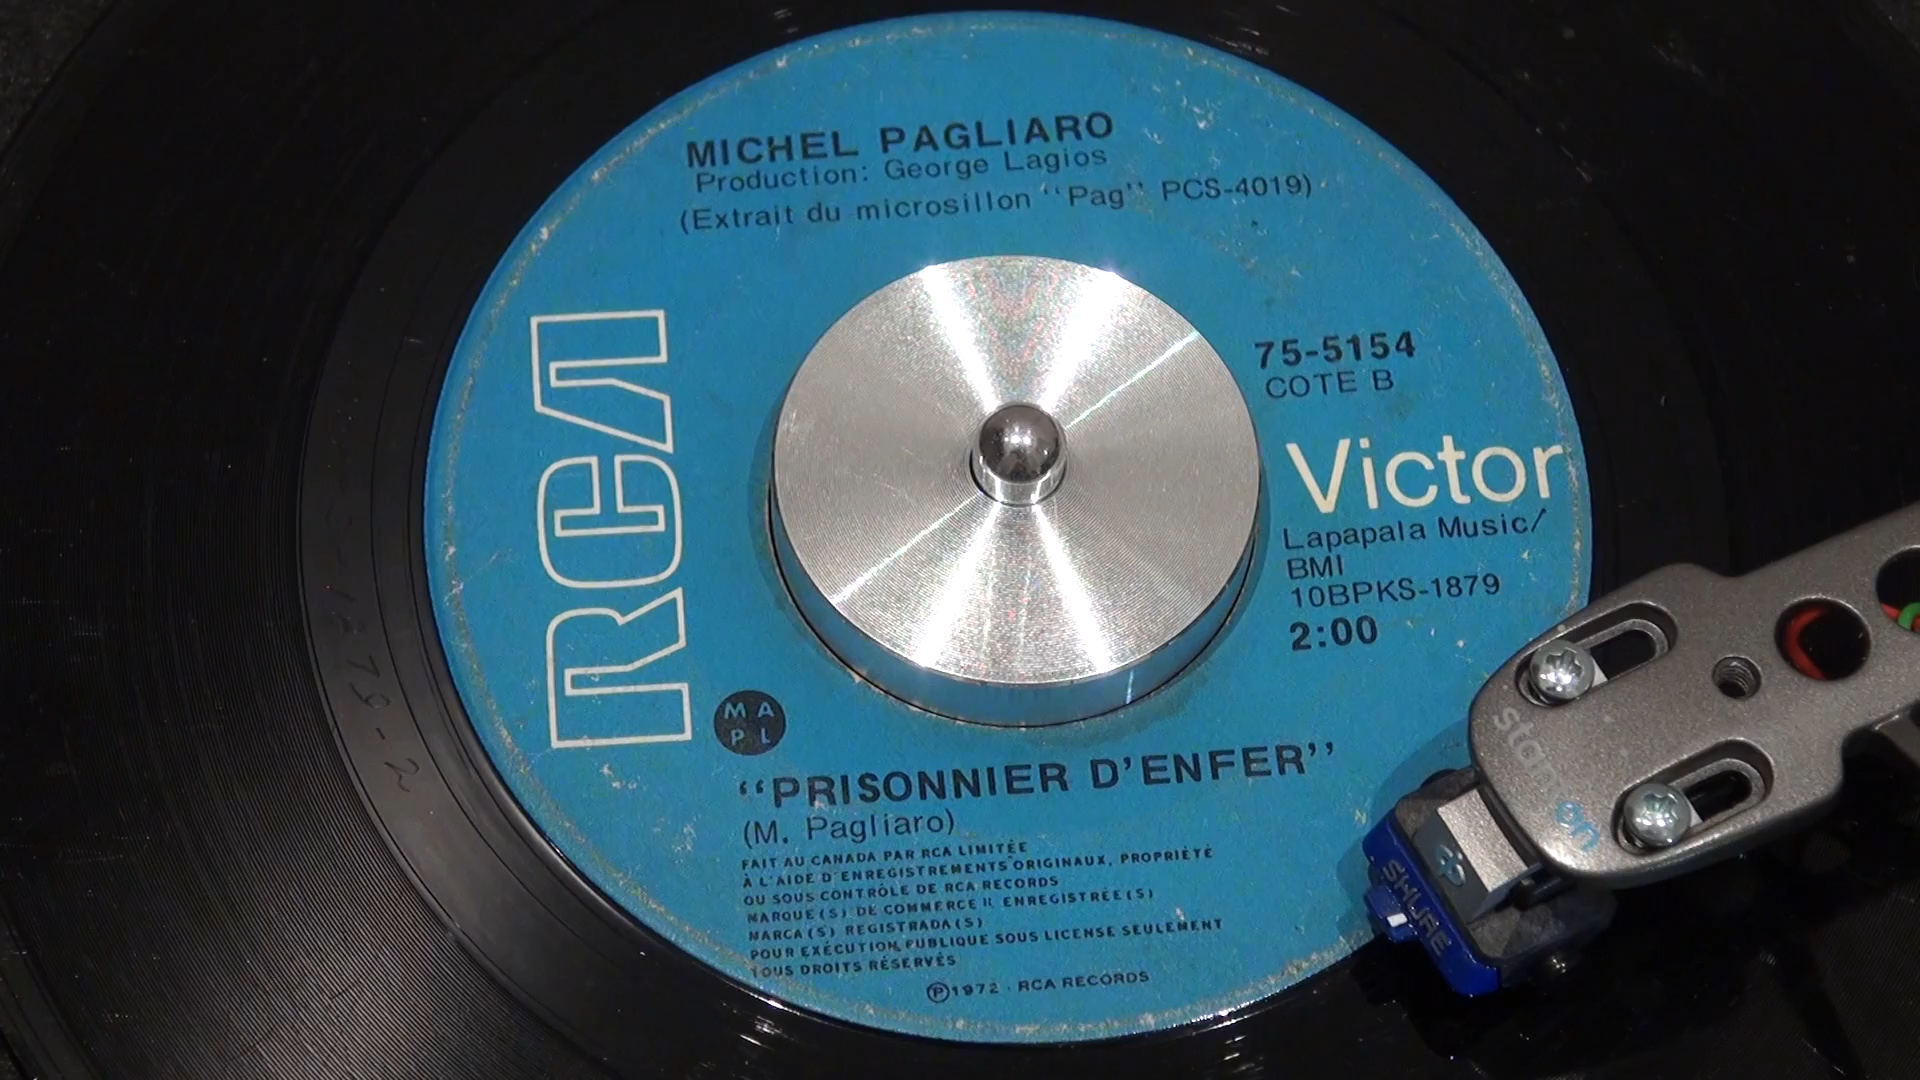 MICHEL PAGLIARO
Production: George Lagios
(Extrait du microsillon "Pag" PCS-4019)
RCA
75-5154
COTE B
Victor
Lapapala Music/
BMI
10BPKS-1879
2:00
M A
P L
"PRISONNIER D'ENFER"
(M. Pagliaro)
FAIT AU CANADA PAR RCA LIMITÉE
À L'AIDE D'ENREGISTREMENTS ORIGINAUX, PROPRIÉTÉ
OU SOUS CONTRÔLE DE RCA RECORDS
MARQUE(S) DE COMMERCE ENREGISTRÉE(S)
MARCA(S) REGISTRADA(S)
POUR EXÉCUTION PUBLIQUE SOUS LICENSE SEULEMENT
TOUS DROITS RÉSERVÉS
℗1972 · RCA RECORDS
1879-2
SHURE